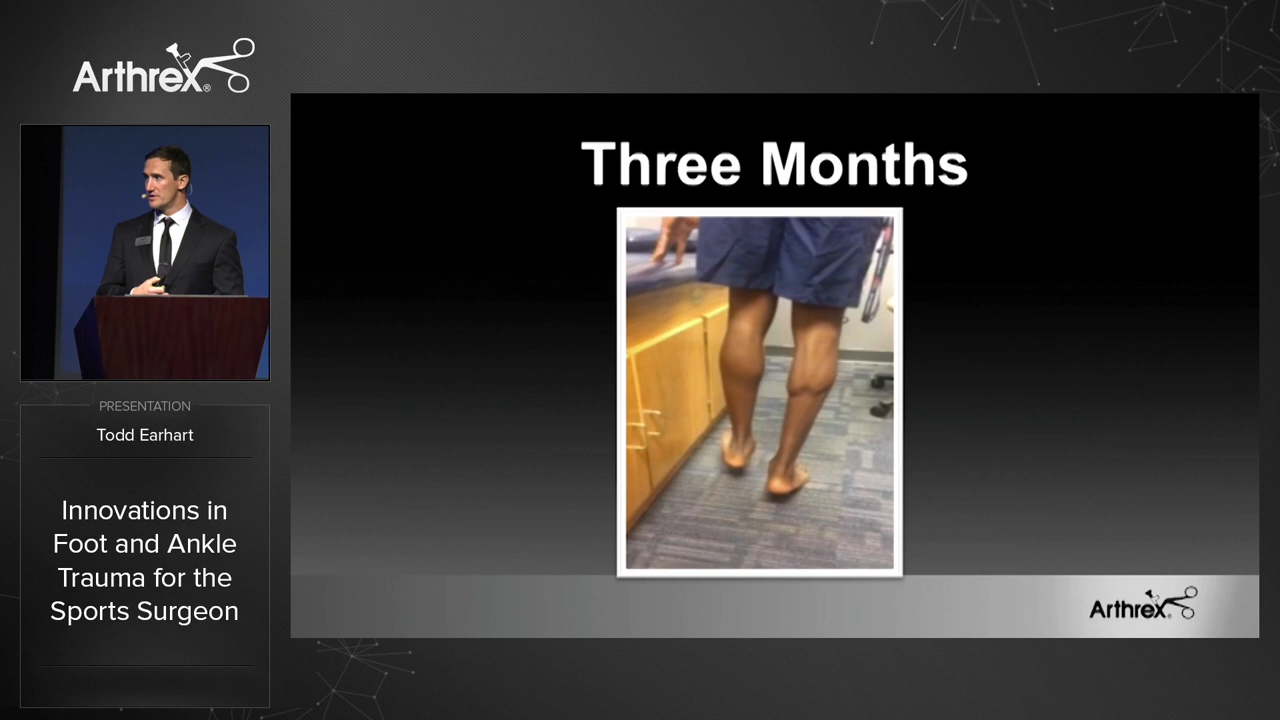 Arthrex®
PRESENTATION
Todd Earhart
Innovations in
Foot and Ankle
Trauma for the
Sports Surgeon
Three Months
Arthrex®